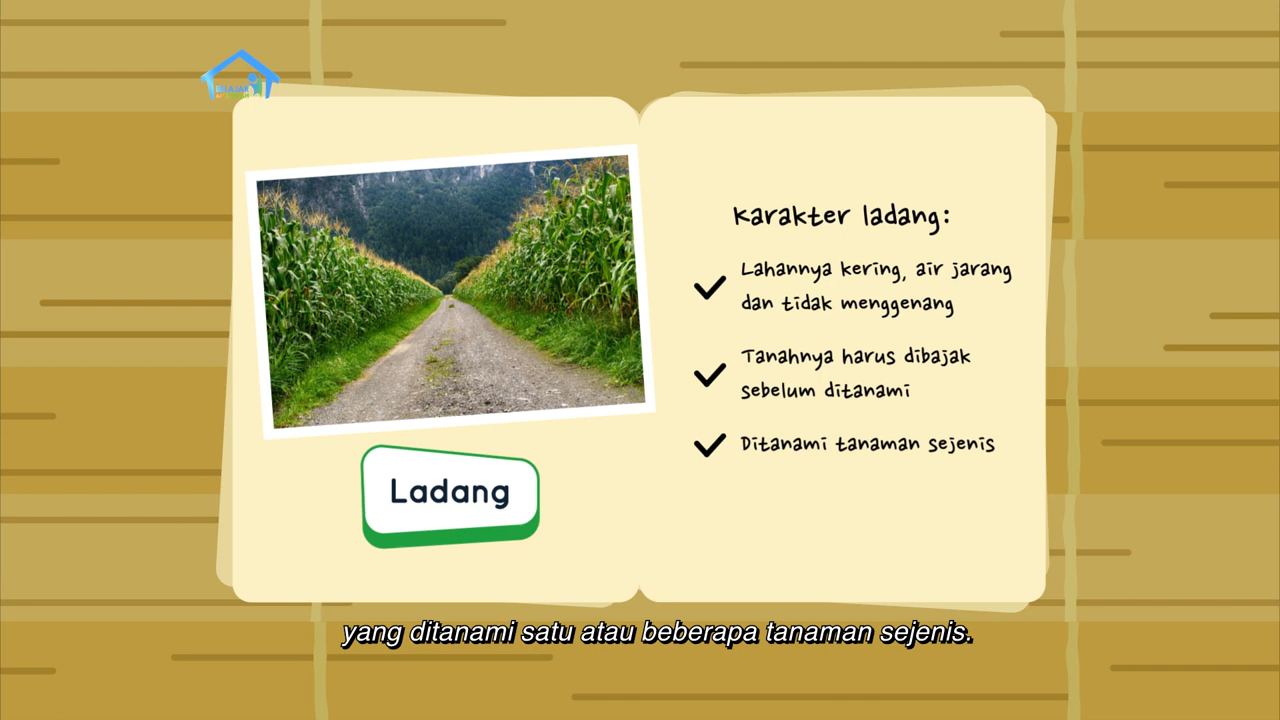 BELAJAR
Ladang
Karakter ladang:
Lahannya kering, air jarang
dan tidak menggenang
Tanahnya harus dibajak
sebelum ditanami
Ditanami tanaman sejenis
yang ditanami satu atau beberapa tanaman sejenis.